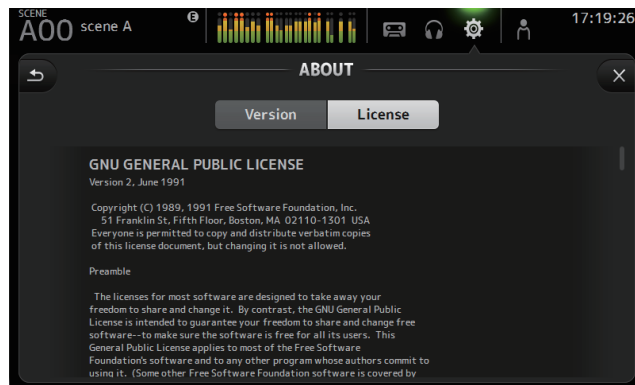 SCENE
A00 scene A E 17:19:26
ABOUT
Version License
GNU GENERAL PUBLIC LICENSE
Version 2, June 1991
Copyright (C) 1989, 1991 Free Software Foundation, Inc.
51 Franklin St, Fifth Floor, Boston, MA 02110-1301 USA
Everyone is permitted to copy and distribute verbatim copies
of this license document, but changing it is not allowed.
Preamble
The licenses for most software are designed to take away your
freedom to share and change it. By contrast, the GNU General Public
License is intended to guarantee your freedom to share and change free
software--to make sure the software is free for all its users. This
General Public License applies to most of the Free Software
Foundation's software and to any other program whose authors commit to
using it. (Some other Free Software Foundation software is covered by